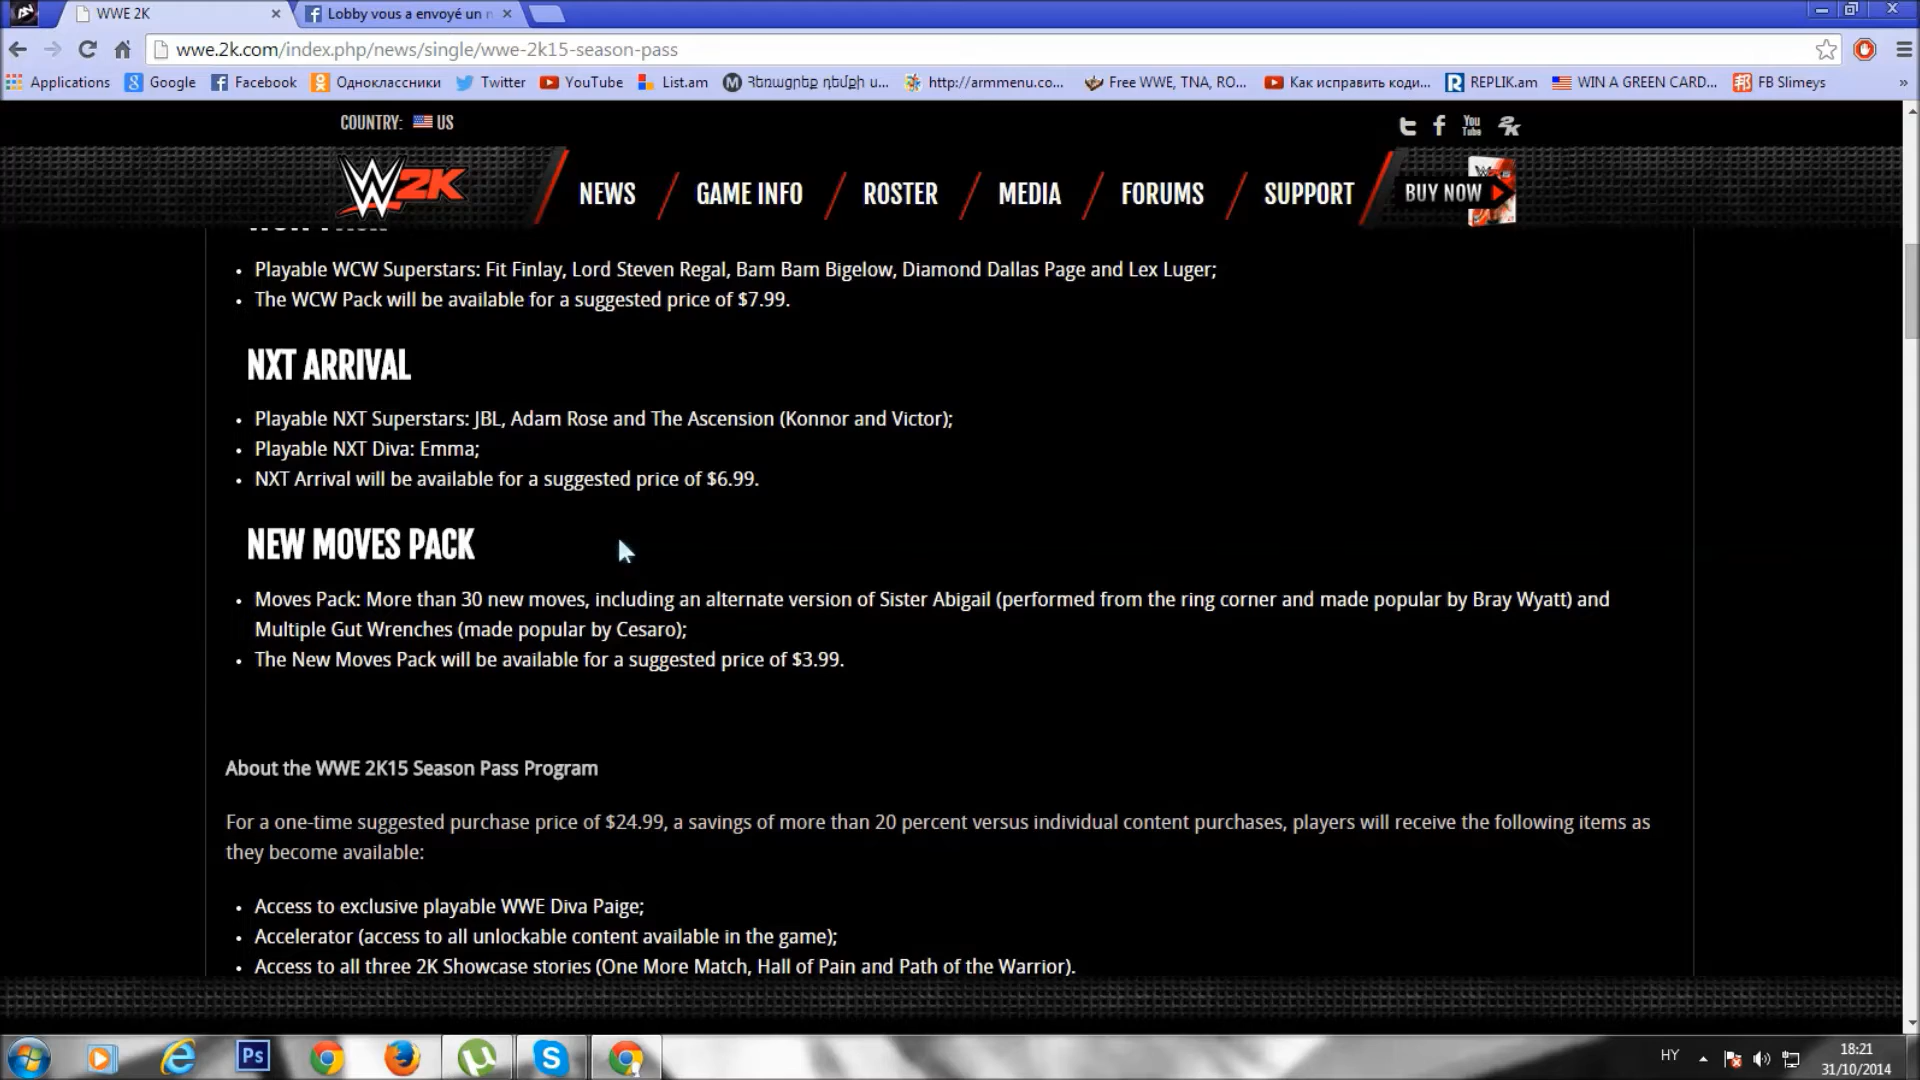 WWE 2K
Lobby vous a envoyé un
wwe.2k.com/index.php/news/single/wwe-2k15-season-pass
Applications Google Facebook Одноклассники Twitter YouTube List.am Հետաքրքիր դեմքի ս... http://armmenu.co... Free WWE, TNA, RO... Как исправить коди... REPLIK.am WIN A GREEN CARD... FB Slimeys »
COUNTRY: US
You Tube 2K
W2K NEWS GAME INFO ROSTER MEDIA FORUMS SUPPORT BUY NOW
Playable WCW Superstars: Fit Finlay, Lord Steven Regal, Bam Bam Bigelow, Diamond Dallas Page and Lex Luger;
The WCW Pack will be available for a suggested price of $7.99.
NXT ARRIVAL
Playable NXT Superstars: JBL, Adam Rose and The Ascension (Konnor and Victor);
Playable NXT Diva: Emma;
NXT Arrival will be available for a suggested price of $6.99.
NEW MOVES PACK
Moves Pack: More than 30 new moves, including an alternate version of Sister Abigail (performed from the ring corner and made popular by Bray Wyatt) and
Multiple Gut Wrenches (made popular by Cesaro);
The New Moves Pack will be available for a suggested price of $3.99.
About the WWE 2K15 Season Pass Program
For a one-time suggested purchase price of $24.99, a savings of more than 20 percent versus individual content purchases, players will receive the following items as
they become available:
Access to exclusive playable WWE Diva Paige;
Accelerator (access to all unlockable content available in the game);
Access to all three 2K Showcase stories (One More Match, Hall of Pain and Path of the Warrior).
Ps
HY
18:21
31/10/2014